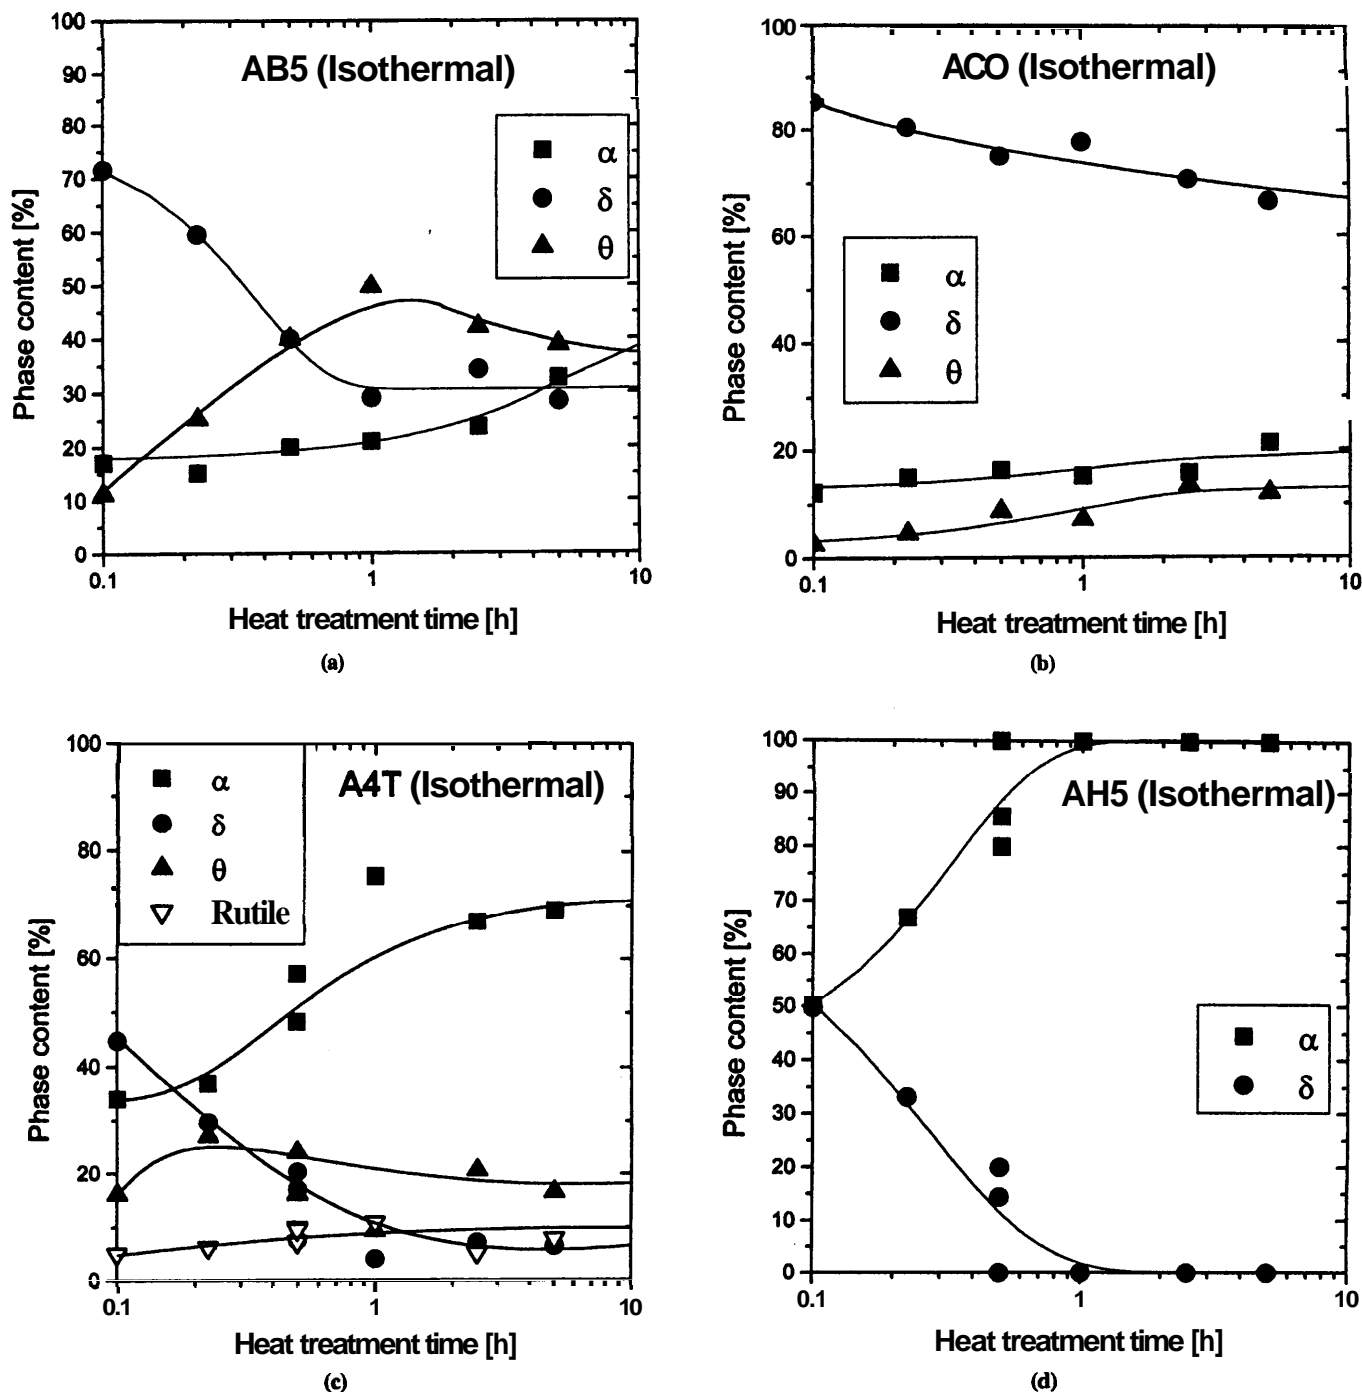 AB5 (Isothermal)
100
90
80
70
60
50
40
30
20
10
0
α
δ
θ
Phase content [%]
0.1
1
10
Heat treatment time [h]
(a)
ACO (Isothermal)
100
80
60
40
20
0
α
δ
θ
Phase content [%]
0.1
1
10
Heat treatment time [h]
(b)
A4T (Isothermal)
100
80
60
40
20
0
α
δ
θ
Rutile
Phase content [%]
0.1
1
10
Heat treatment time [h]
(c)
AH5 (Isothermal)
100
90
80
70
60
50
40
30
20
10
0
α
δ
Phase content [%]
0.1
1
10
Heat treatment time [h]
(d)